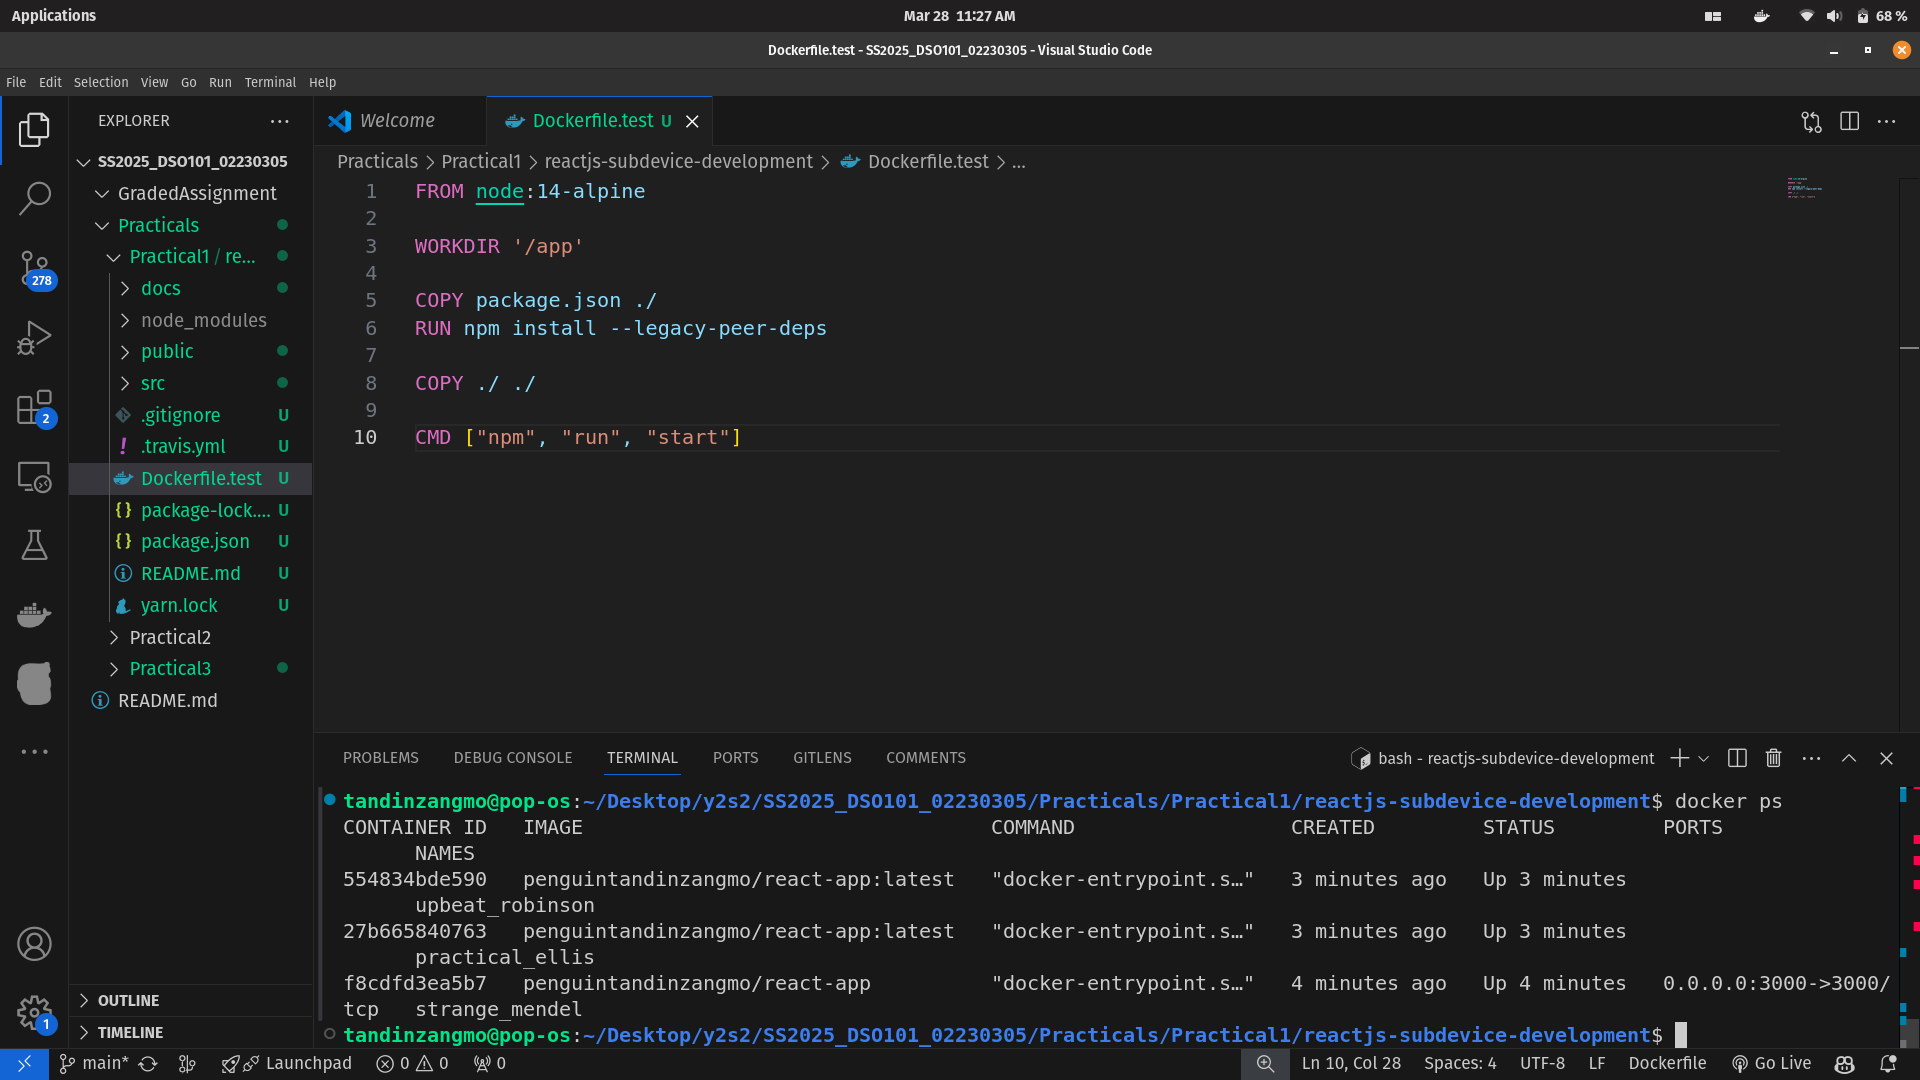 Applications
Mar 28 11:27 AM
68 %
Dockerfile.test - SS2025_DSO101_02230305 - Visual Studio Code
File Edit Selection View Go Run Terminal Help
EXPLORER
SS2025_DSO101_02230305
GradedAssignment
Practicals
Practical1 / re...
docs
node_modules
public
src
.gitignore U
.travis.yml U
Dockerfile.test U
package-lock.... U
package.json U
README.md U
yarn.lock U
Practical2
Practical3
README.md
OUTLINE
TIMELINE
278
2
1
Welcome
Dockerfile.test U
Practicals > Practical1 > reactjs-subdevice-development > Dockerfile.test > ...
1 FROM node:14-alpine
2
3 WORKDIR '/app'
4
5 COPY package.json ./
6 RUN npm install --legacy-peer-deps
7
8 COPY ./ ./
9
10 CMD ["npm", "run", "start"]
PROBLEMS DEBUG CONSOLE TERMINAL PORTS GITLENS COMMENTS
bash - reactjs-subdevice-development
tandinzangmo@pop-os:~/Desktop/y2s2/SS2025_DSO101_02230305/Practicals/Practical1/reactjs-subdevice-development$ docker ps
CONTAINER ID IMAGE COMMAND CREATED STATUS PORTS
NAMES
554834bde590 penguintandinzangmo/react-app:latest "docker-entrypoint.s…" 3 minutes ago Up 3 minutes
upbeat_robinson
27b665840763 penguintandinzangmo/react-app:latest "docker-entrypoint.s…" 3 minutes ago Up 3 minutes
practical_ellis
f8cdfd3ea5b7 penguintandinzangmo/react-app "docker-entrypoint.s…" 4 minutes ago Up 4 minutes 0.0.0.0:3000->3000/
tcp strange_mendel
tandinzangmo@pop-os:~/Desktop/y2s2/SS2025_DSO101_02230305/Practicals/Practical1/reactjs-subdevice-development$
main* Launchpad 0 0 0
Ln 10, Col 28 Spaces: 4 UTF-8 LF Dockerfile Go Live